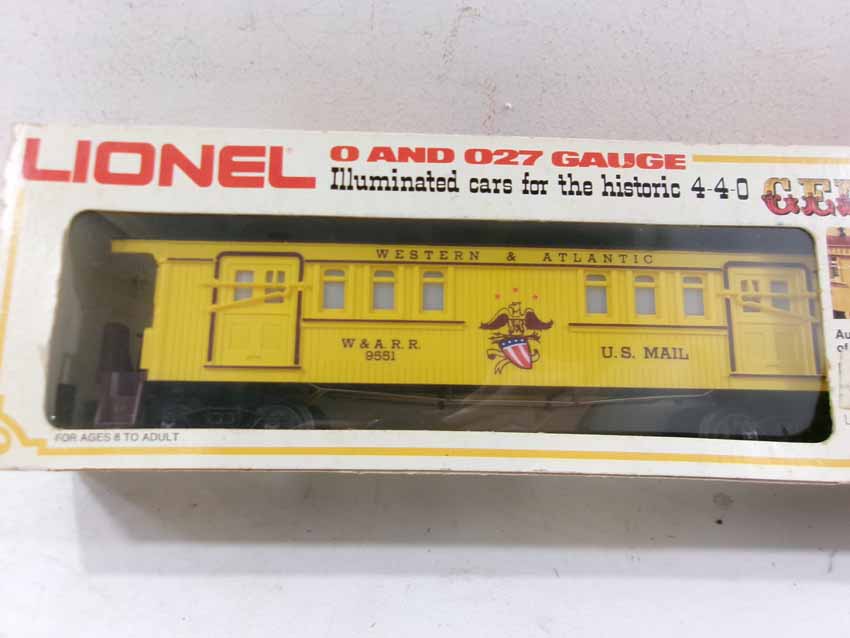 LIONEL
O AND O27 GAUGE
Illuminated cars for the historic 4-4-0
WESTERN & ATLANTIC
W & A. R. R.
9551
U. S. MAIL
FOR AGES 8 TO ADULT